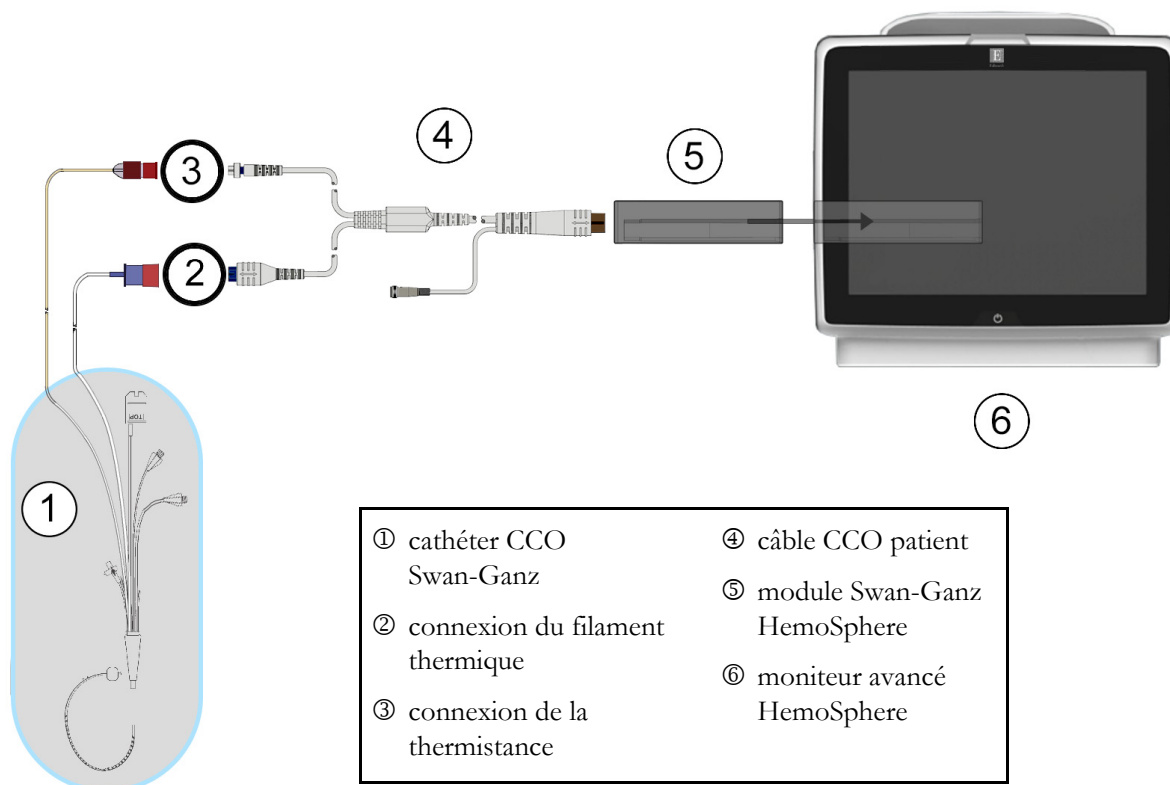 E
4
5
3
2
6
TOP
1
① cathéter CCO
Swan-Ganz
② connexion du filament
thermique
③ connexion de la
thermistance
④ câble CCO patient
⑤ module Swan-Ganz
HemoSphere
⑥ moniteur avancé
HemoSphere